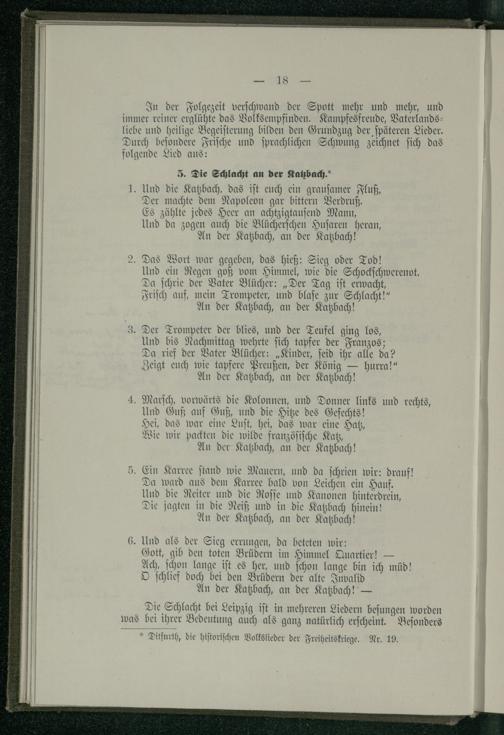 — 18 —
In der Folgezeit verschwand der Spott mehr und mehr, und
immer reiner erglühte das Volksempfinden. Kampfesfreude, Vaterlands-
liebe und heilige Begeisterung bilden den Grundzug der späteren Lieder.
Durch besondere Frische und sprachlichen Schwung zeichnet sich das
folgende Lied aus:
5. Die Schlacht an der Katzbach.*
1. Und die Katzbach, das ist euch ein grausamer Fluß,
Der machte dem Napoleon gar bittern Verdruß.
Es zählte jedes Heer an achtzigtausend Mann,
Und da zogen auch die Blücherschen Husaren heran,
An der Katzbach, an der Katzbach!
2. Das Wort war gegeben, das hieß: Sieg oder Tod!
Und ein Regen goß vom Himmel, wie die Schockschwerenot.
Da schrie der Vater Blücher: „Der Tag ist erwacht,
Frisch auf, mein Trompeter, und blase zur Schlacht!“
An der Katzbach, an der Katzbach!
3. Der Trompeter der blies, und der Teufel ging los,
Und bis Nachmittag wehrte sich tapfer der Franzos;
Da rief der Vater Blücher: „Kinder, seid ihr alle da?
Zeigt euch wie tapfere Preußen, der König — hurra!“
An der Katzbach, an der Katzbach!
4. Marsch, vorwärts die Kolonnen, und Donner links und rechts,
Und Guß auf Guß, und die Hitze des Gefechts!
Hei, das war eine Lust, hei, das war eine Hatz,
Wie wir packten die wilde französische Katz,
An der Katzbach, an der Katzbach!
5. Ein Karree stand wie Mauern, und da schrien wir: drauf!
Da ward aus dem Karree bald von Leichen ein Hauf.
Und die Reiter und die Rosse und Kanonen hinterdrein,
Die jagten in die Neiß und in die Katzbach hinein!
An der Katzbach, an der Katzbach!
6. Und als der Sieg errungen, da beteten wir:
Gott, gib den toten Brüdern im Himmel Quartier! —
Ach, schon lange ist es her, und schon lange bin ich müd!
O schlief doch bei den Brüdern der alte Invalid
An der Katzbach, an der Katzbach! —
Die Schlacht bei Leipzig ist in mehreren Liedern besungen worden
was bei ihrer Bedeutung auch als ganz natürlich erscheint. Besonders
* Ditfurth, die historischen Volkslieder der Freiheitskriege. Nr. 19.